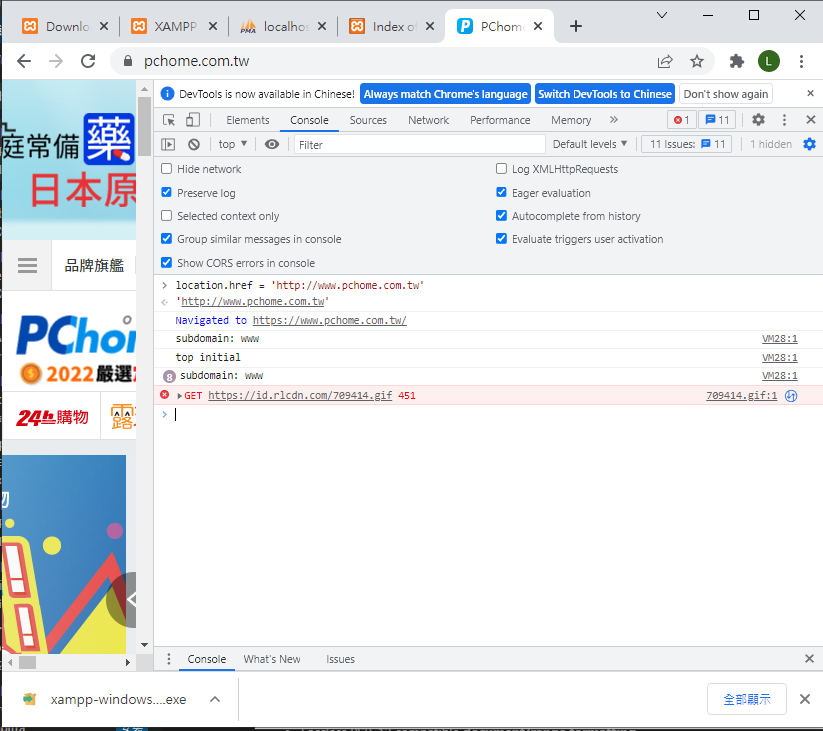 Downlo
XAMPP
localhos
Index of
PChome
pchome.com.tw
L
DevTools is now available in Chinese! Always match Chrome's language Switch DevTools to Chinese Don't show again
Elements Console Sources Network Performance Memory 1 11
top Filter Default levels 11 Issues: 11 1 hidden
Hide network Log XMLHttpRequests
Preserve log Eager evaluation
Selected context only Autocomplete from history
Group similar messages in console Evaluate triggers user activation
Show CORS errors in console
location.href = 'http://www.pchome.com.tw'
'http://www.pchome.com.tw'
Navigated to https://www.pchome.com.tw/
subdomain: www VM28:1
top initial VM28:1
8 subdomain: www VM28:1
GET https://id.rlcdn.com/709414.gif 451 709414.gif:1
庭常備藥
日本原
品牌旗艦
PChom
2022嚴選
24h購物
露
物
Console What's New Issues
xampp-windows....exe 全部顯示